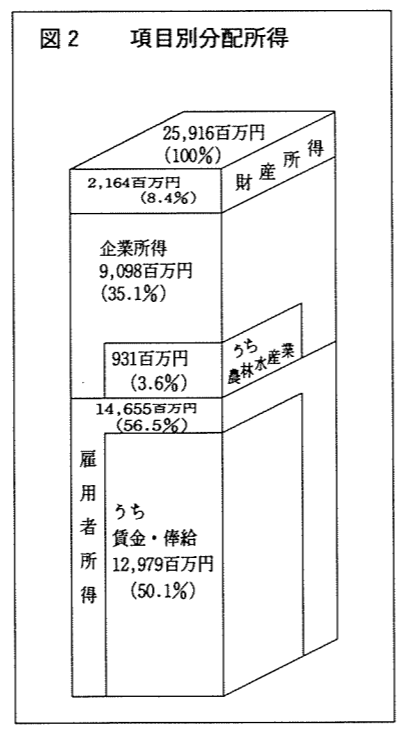 図2 項目別分配所得
25,916百万円
(100%)
2,164百万円
(8.4%)
財産所得
企業所得
9,098百万円
(35.1%)
931百万円
(3.6%)
うち
農林水産業
14,655百万円
(56.5%)
雇用者所得
うち
賃金・俸給
12,979百万円
(50.1%)